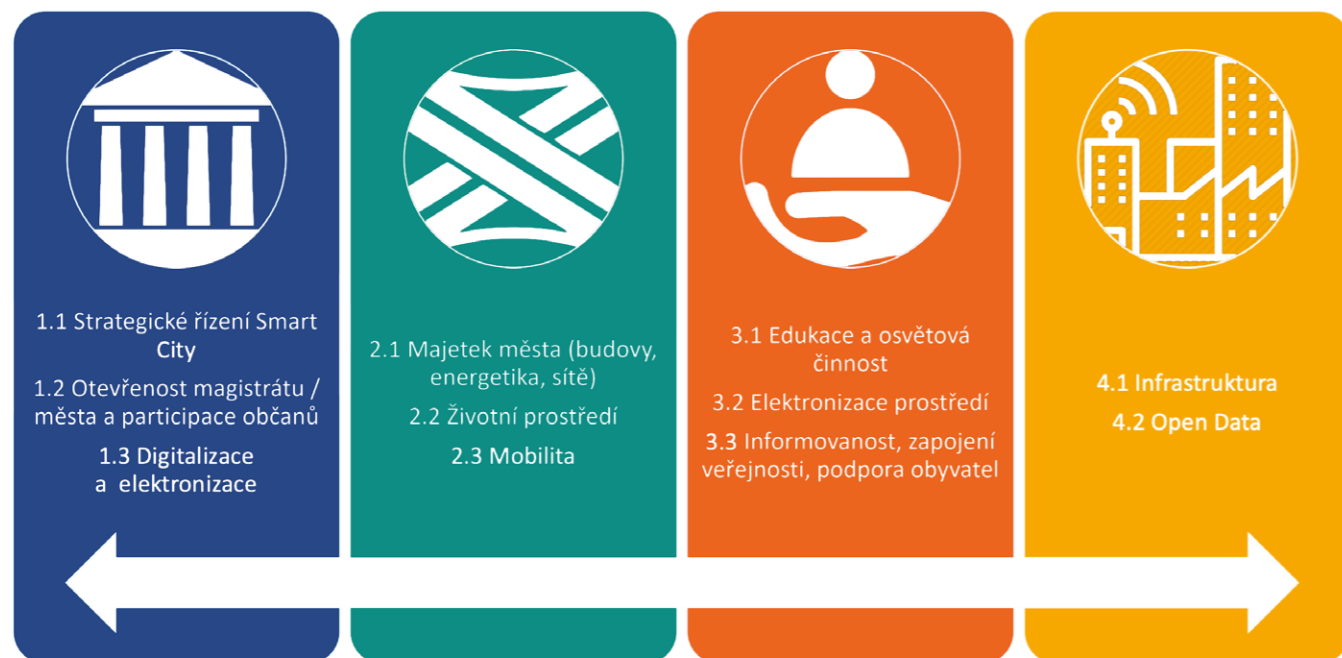 1.1 Strategické řízení Smart
City
1.2 Otevřenost magistrátu /
města a participace občanů
1.3 Digitalizace
a elektronizace
2.1 Majetek města (budovy,
energetika, sítě)
2.2 Životní prostředí
2.3 Mobilita
3.1 Edukace a osvětová
činnost
3.2 Elektronizace prostředí
3.3 Informovanost, zapojení
veřejnosti, podpora obyvatel
4.1 Infrastruktura
4.2 Open Data